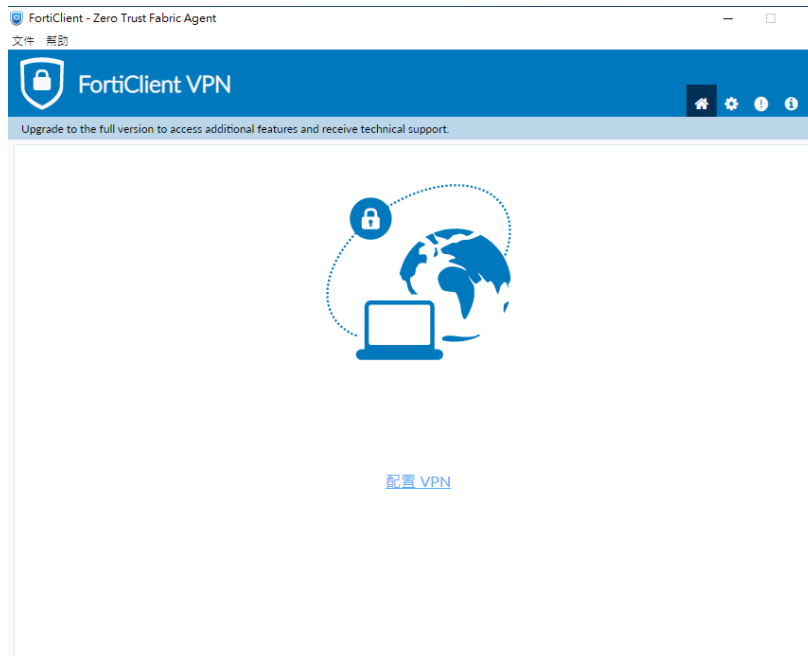 FortiClient - Zero Trust Fabric Agent
文件 幫助
FortiClient VPN
Upgrade to the full version to access additional features and receive technical support.
配置 VPN